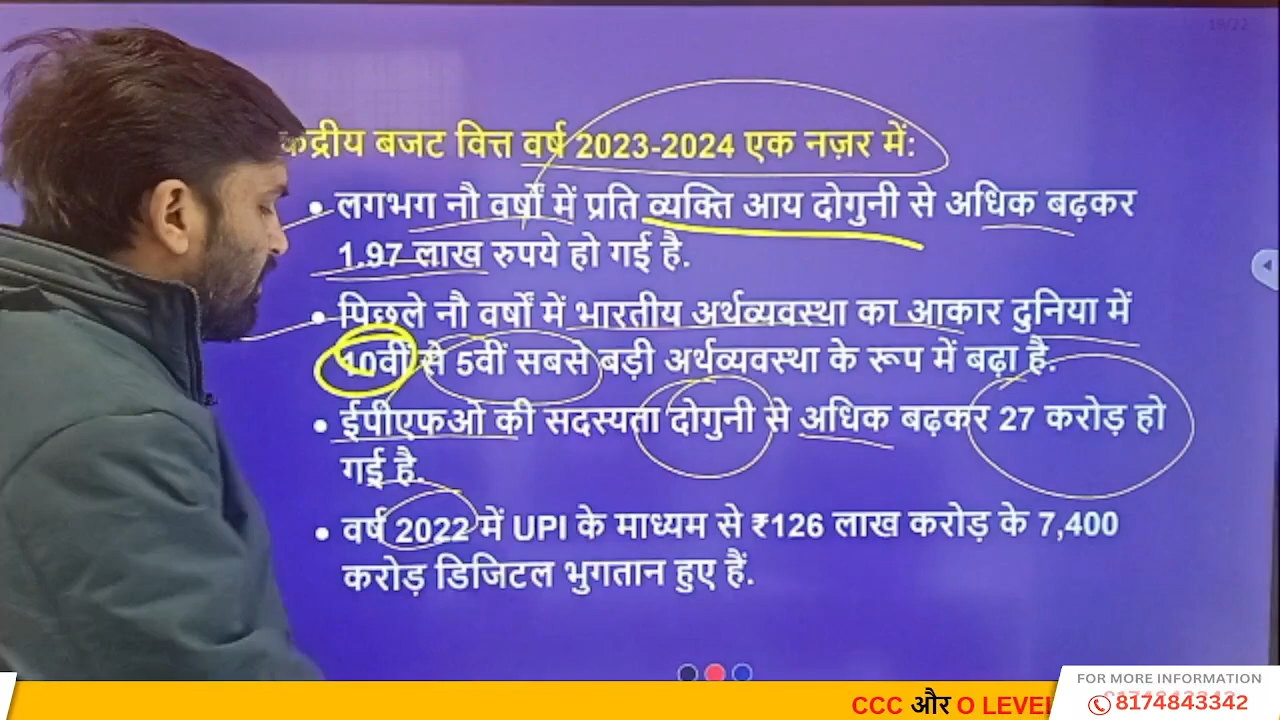 19/22
केंद्रीय बजट वित्त वर्ष 2023-2024 एक नज़र में:
• लगभग नौ वर्षों में प्रति व्यक्ति आय दोगुनी से अधिक बढ़कर
1.97 लाख रुपये हो गई है.
• पिछले नौ वर्षों में भारतीय अर्थव्यवस्था का आकार दुनिया में
10वीं से 5वीं सबसे बड़ी अर्थव्यवस्था के रूप में बढ़ा है.
• ईपीएफओ की सदस्यता दोगुनी से अधिक बढ़कर 27 करोड़ हो
गई है.
• वर्ष 2022 में UPI के माध्यम से ₹126 लाख करोड़ के 7,400
करोड़ डिजिटल भुगतान हुए हैं.
CCC और O LEVEL
FOR MORE INFORMATION
8174843342